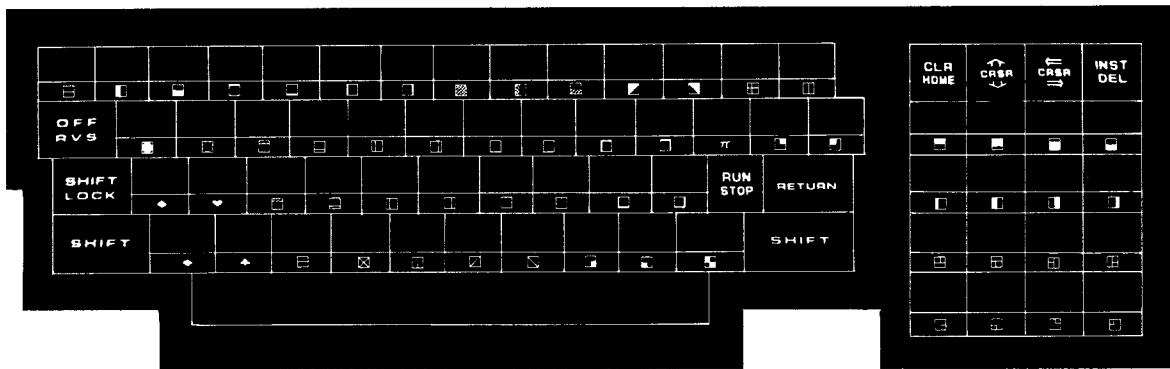 CLR
HOME
CRSR
CRSR
INST
DEL
OFF
RVS
π
SHIFT
LOCK
RUN
STOP
RETURN
SHIFT
SHIFT